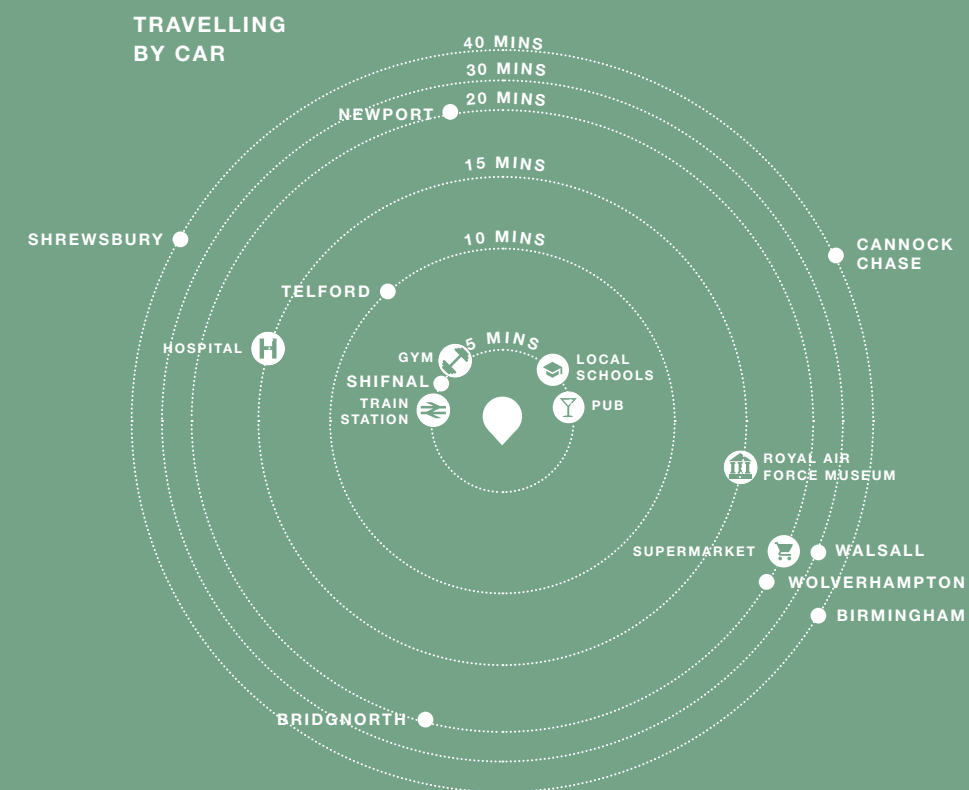 TRAVELLING
BY CAR
40 MINS
30 MINS
20 MINS
NEWPORT
15 MINS
SHREWSBURY
10 MINS
CANNOCK
CHASE
TELFORD
5 MINS
HOSPITAL
GYM
LOCAL
SCHOOLS
SHIFNAL
TRAIN
STATION
PUB
ROYAL AIR
FORCE MUSEUM
SUPERMARKET
WALSALL
WOLVERHAMPTON
BIRMINGHAM
BRIDGNORTH